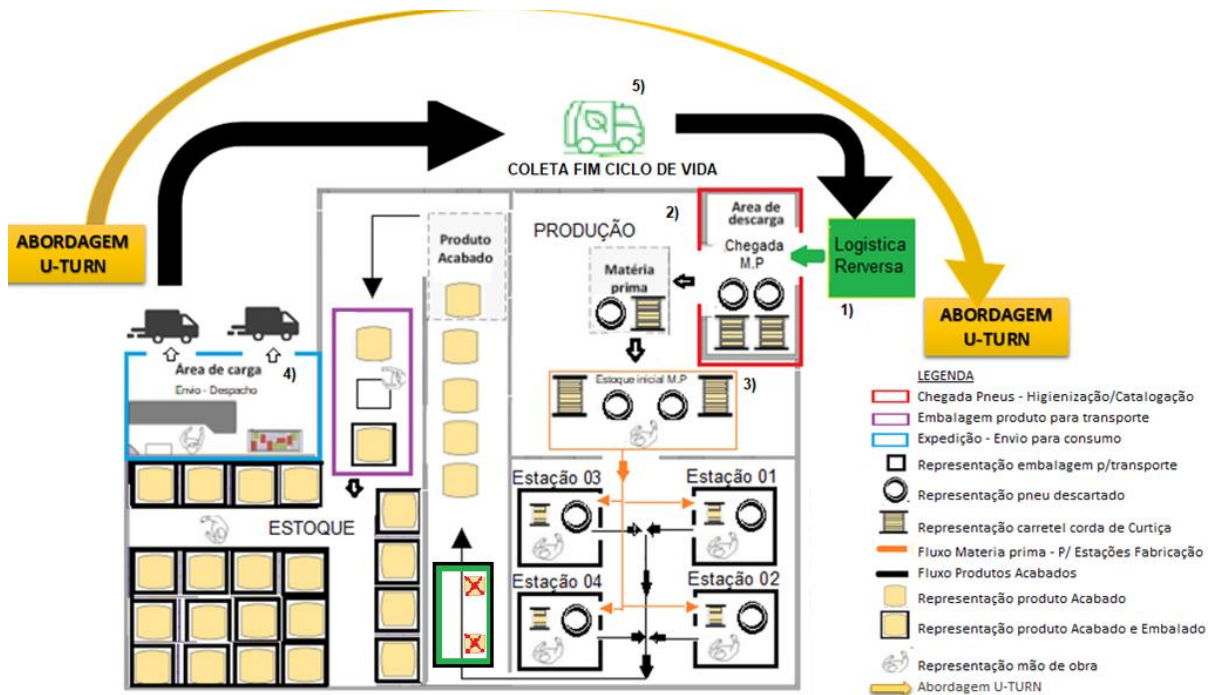 5)
COLETA FIM CICLO DE VIDA
ABORDAGEM
U-TURN
Produto
Acabado
PRODUÇÃO
2)
Area de
descarga
Chegada
M.P
Matéria
prima
Logistica
Rerversa
1)
ABORDAGEM
U-TURN
Area de carga
4)
Envio - Despacho
Estoque inicial M.P
3)
Estação 03
Estação 01
ESTOQUE
Estação 04
Estação 02
LEGENDA
Chegada Pneus - Higienização/Catalogação
Embalagem produto para transporte
Expedição - Envio para consumo
Representação embalagem p/transporte
Representação pneu descartado
Representação carretel corda de Curtiça
Fluxo Materia prima - P/ Estações Fabricação
Fluxo Produtos Acabados
Representação produto Acabado
Representação produto Acabado e Embalado
Representação mão de obra
Abordagem U-TURN